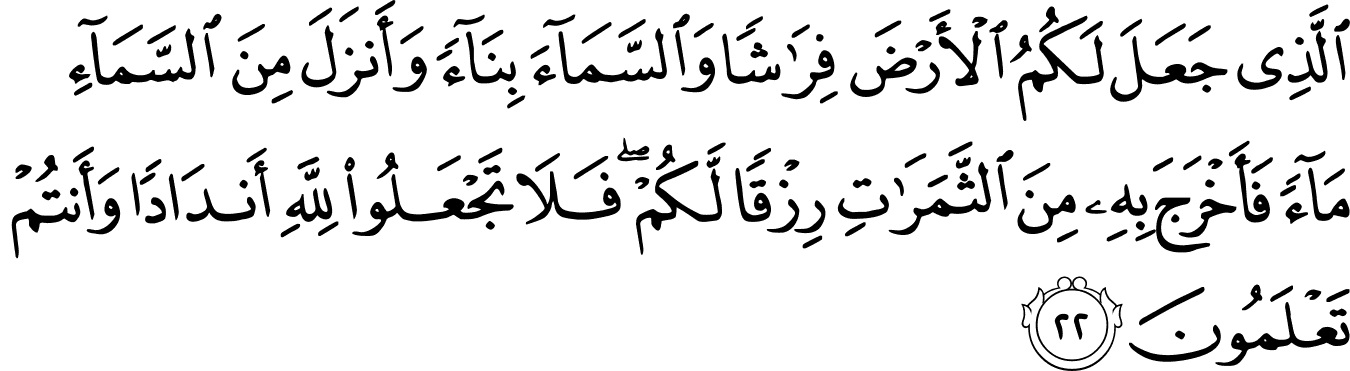 ٱلَّذِى جَعَلَ لَكُمُ ٱلْأَرْضَ فِرَٰشًا وَٱلسَّمَآءَ بِنَآءً وَأَنزَلَ مِنَ ٱلسَّمَآءِ
مَآءً فَأَخْرَجَ بِهِۦ مِنَ ٱلثَّمَرَٰتِ رِزْقًا لَّكُمْ ۖ فَلَا تَجْعَلُوا۟ لِلَّهِ أَندَادًا وَأَنتُمْ
تَعْلَمُونَ ٢٢